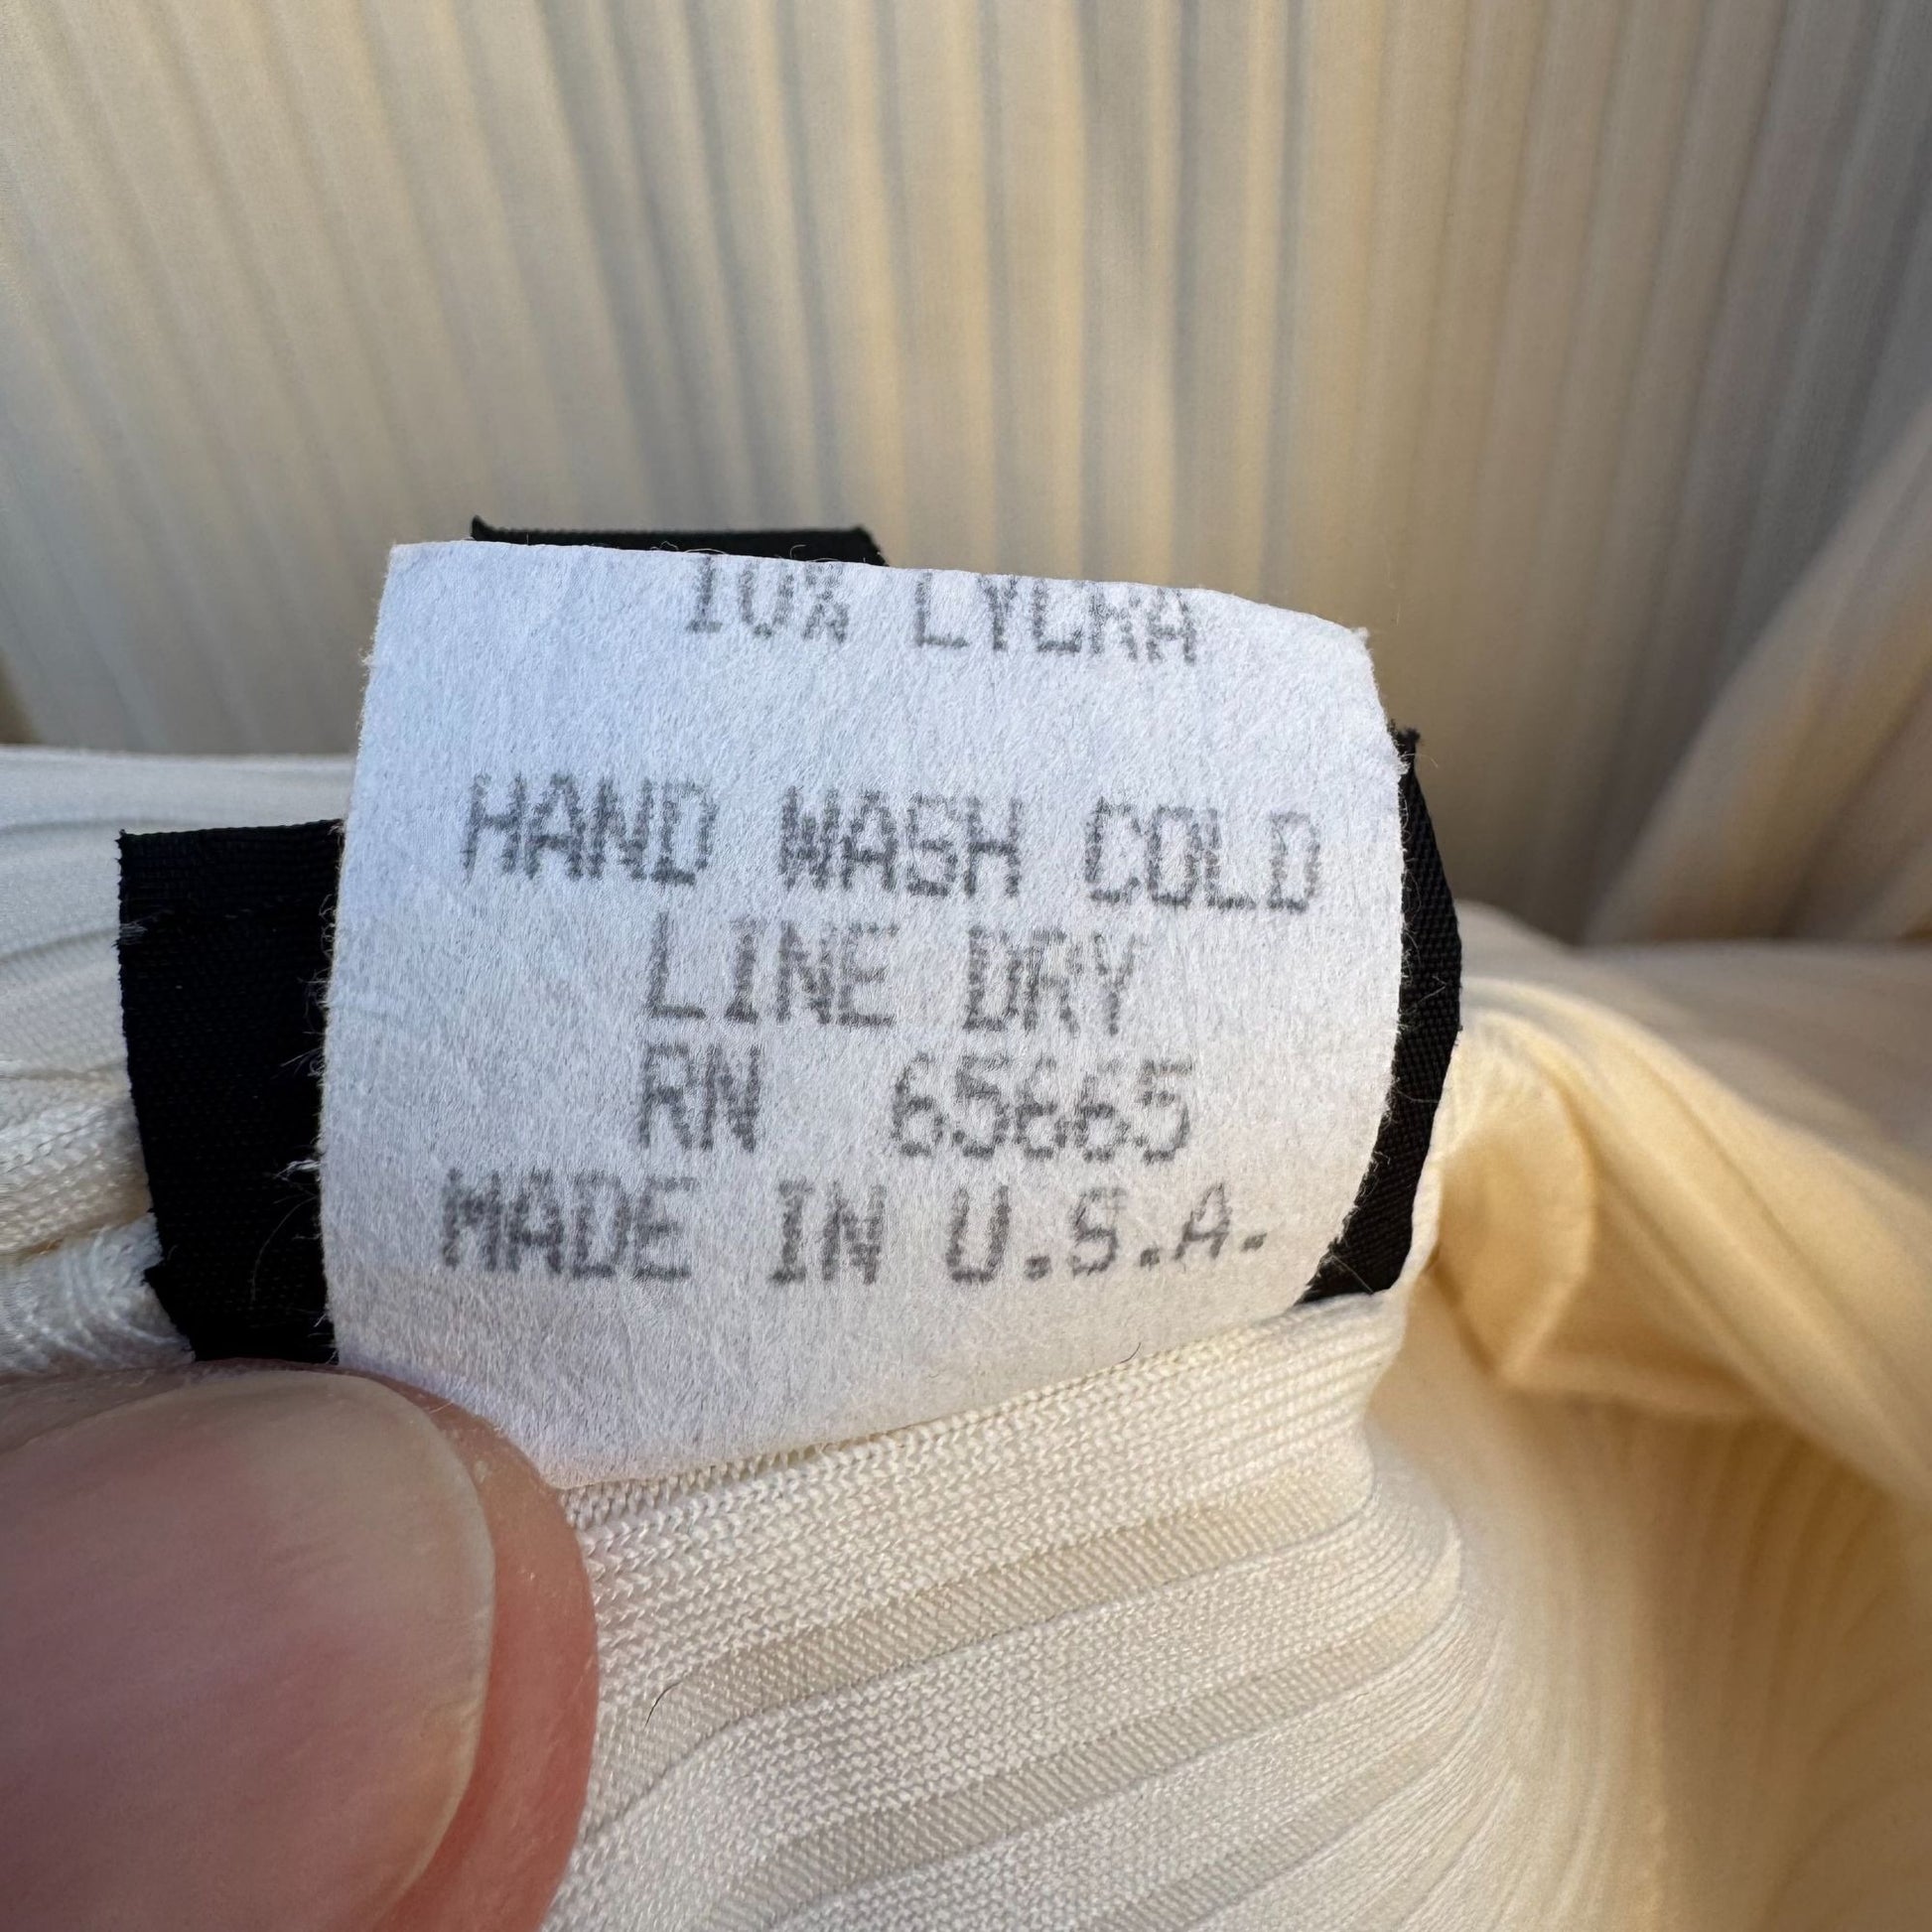 10% LYCRA
HAND WASH COLD
LINE DRY
RN 65665
MADE IN U.S.A.